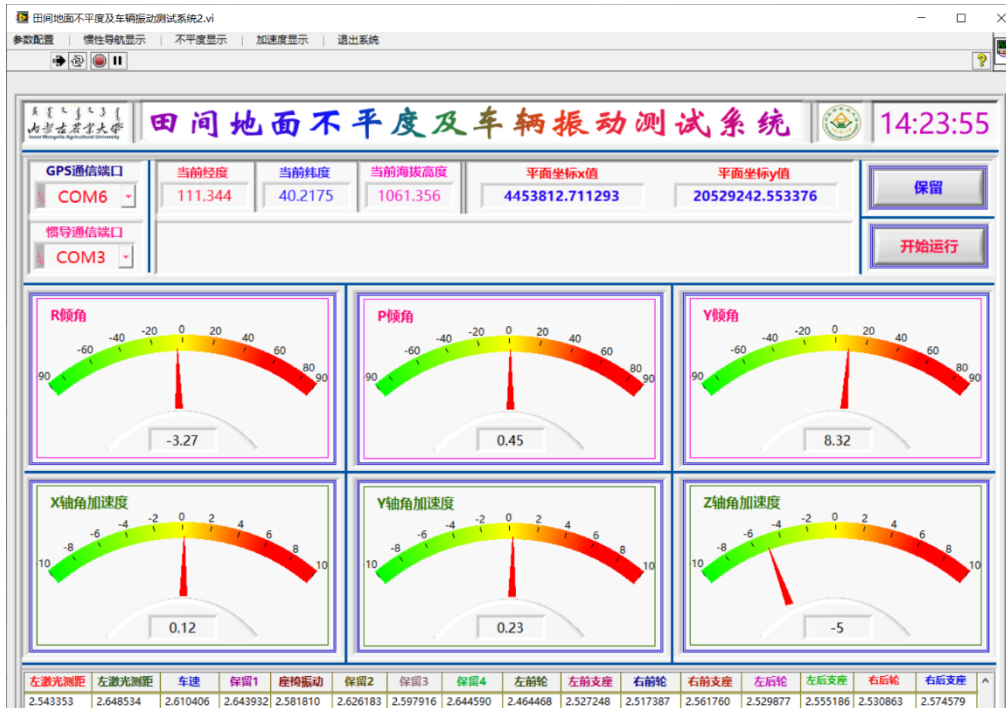 田间地面不平度及车辆振动测试系统2.vi
参数配置 惯性导航显示 不平度显示 加速度显示 退出系统
内蒙古农业大学
Inner Mongolia Agricultural University
田间地面不平度及车辆振动测试系统
14:23:55
GPS通信端口 当前经度 当前纬度 当前海拔高度 平面坐标x值 平面坐标y值
COM6 111.344 40.2175 1061.356 4453812.711293 20529242.553376
保留
惯导通信端口
COM3
开始运行
R倾角
-90 -60 -40 -20 0 20 40 60 80 90
-3.27
P倾角
-90 -60 -40 -20 0 20 40 60 80 90
0.45
Y倾角
-90 -60 -40 -20 0 20 40 60 80 90
8.32
X轴角加速度
-10 -8 -6 -4 -2 0 2 4 6 8 10
0.12
Y轴角加速度
-10 -8 -6 -4 -2 0 2 4 6 8 10
0.23
Z轴角加速度
-10 -8 -6 -4 -2 0 2 4 6 8 10
-5
左激光测距 左激光测距 车速 保留1 座椅振动 保留2 保留3 保留4 左前轮 左前支座 右前轮 右前支座 左后轮 左后支座 右后轮 右后支座
2.543353 2.648534 2.610406 2.643932 2.581810 2.626183 2.597916 2.644590 2.464468 2.527248 2.517387 2.561760 2.529877 2.555186 2.530863 2.574579